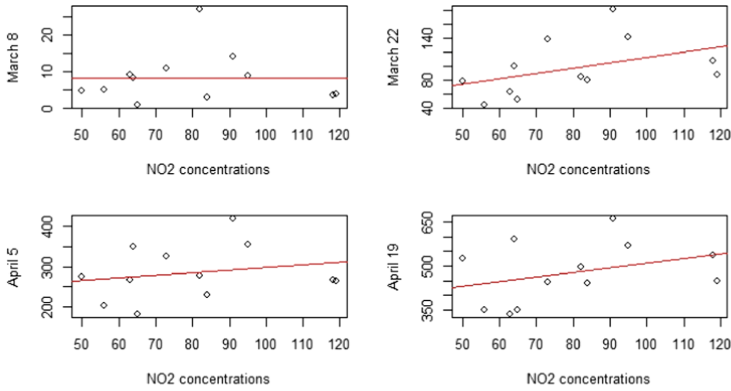 March 8
0 10 20
50 60 70 80 90 100 110 120
NO2 concentrations
March 22
40 80 140
50 60 70 80 90 100 110 120
NO2 concentrations
April 5
200 300 400
50 60 70 80 90 100 110 120
NO2 concentrations
April 19
350 500 650
50 60 70 80 90 100 110 120
NO2 concentrations